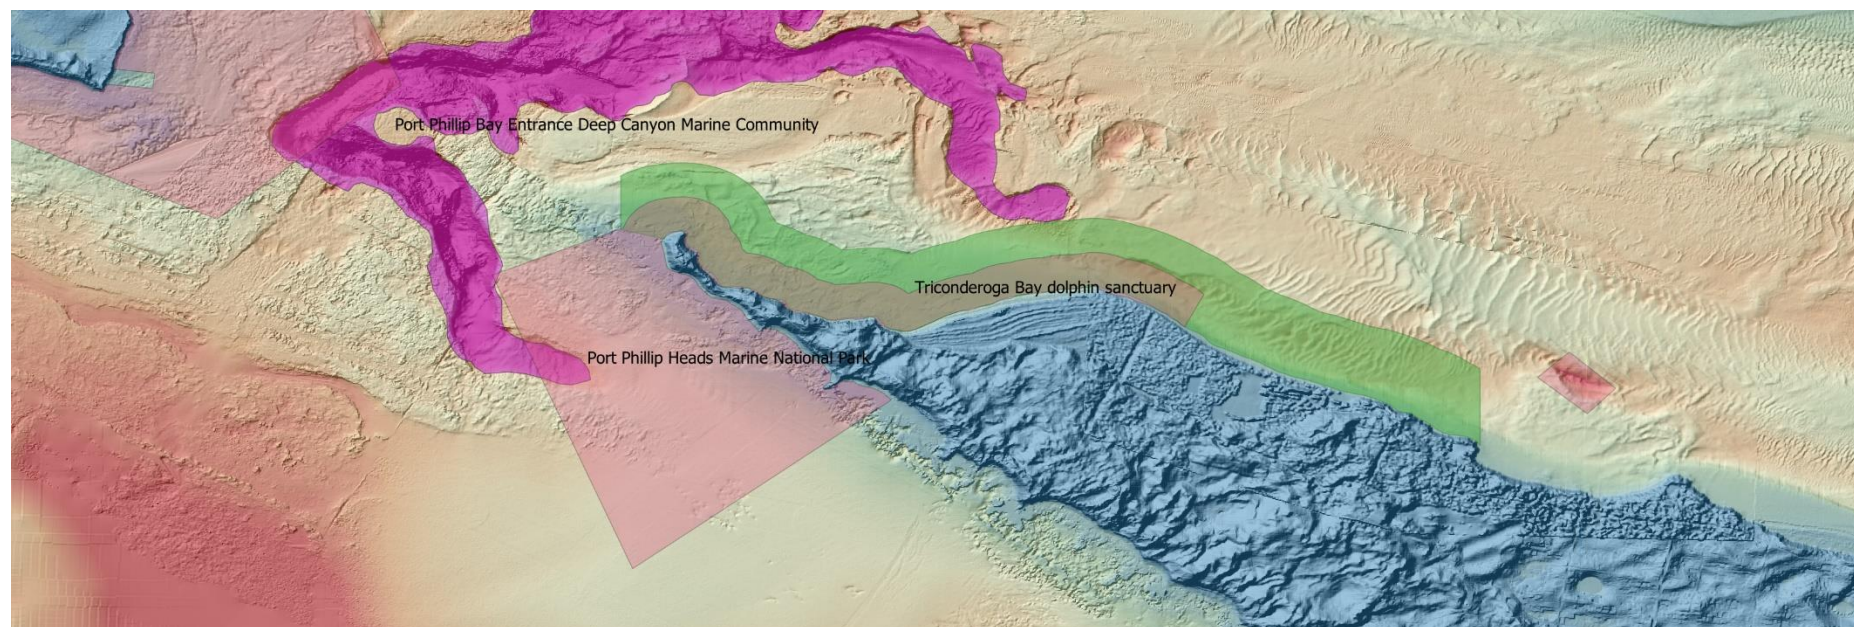 Port Phillip Bay Entrance Deep Canyon Marine Community
Triconderoga Bay dolphin sanctuary
Port Phillip Heads Marine National Park